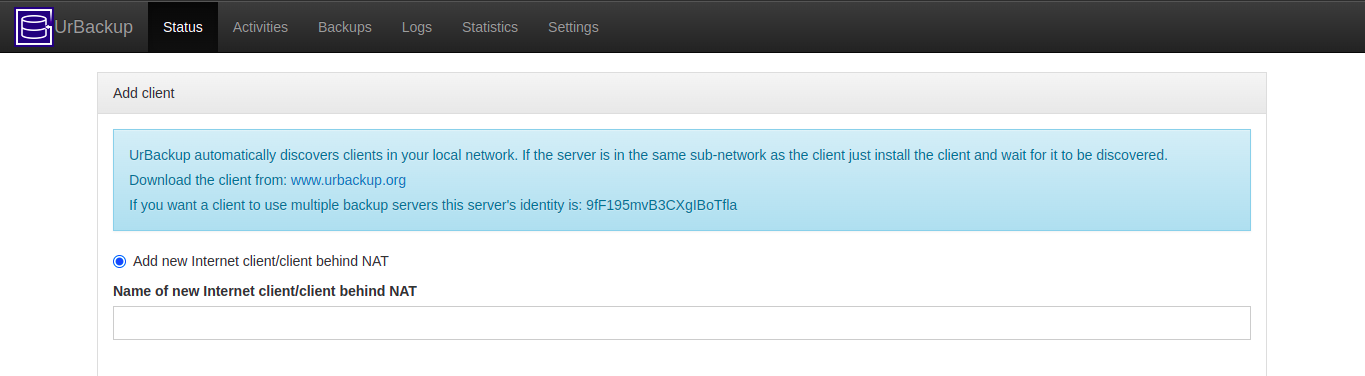 UrBackup Status Activities Backups Logs Statistics Settings
Add client
UrBackup automatically discovers clients in your local network. If the server is in the same sub-network as the client just install the client and wait for it to be discovered.
Download the client from: www.urbackup.org
If you want a client to use multiple backup servers this server's identity is: 9fF195mvB3CXgIBoTfla
Add new Internet client/client behind NAT
Name of new Internet client/client behind NAT